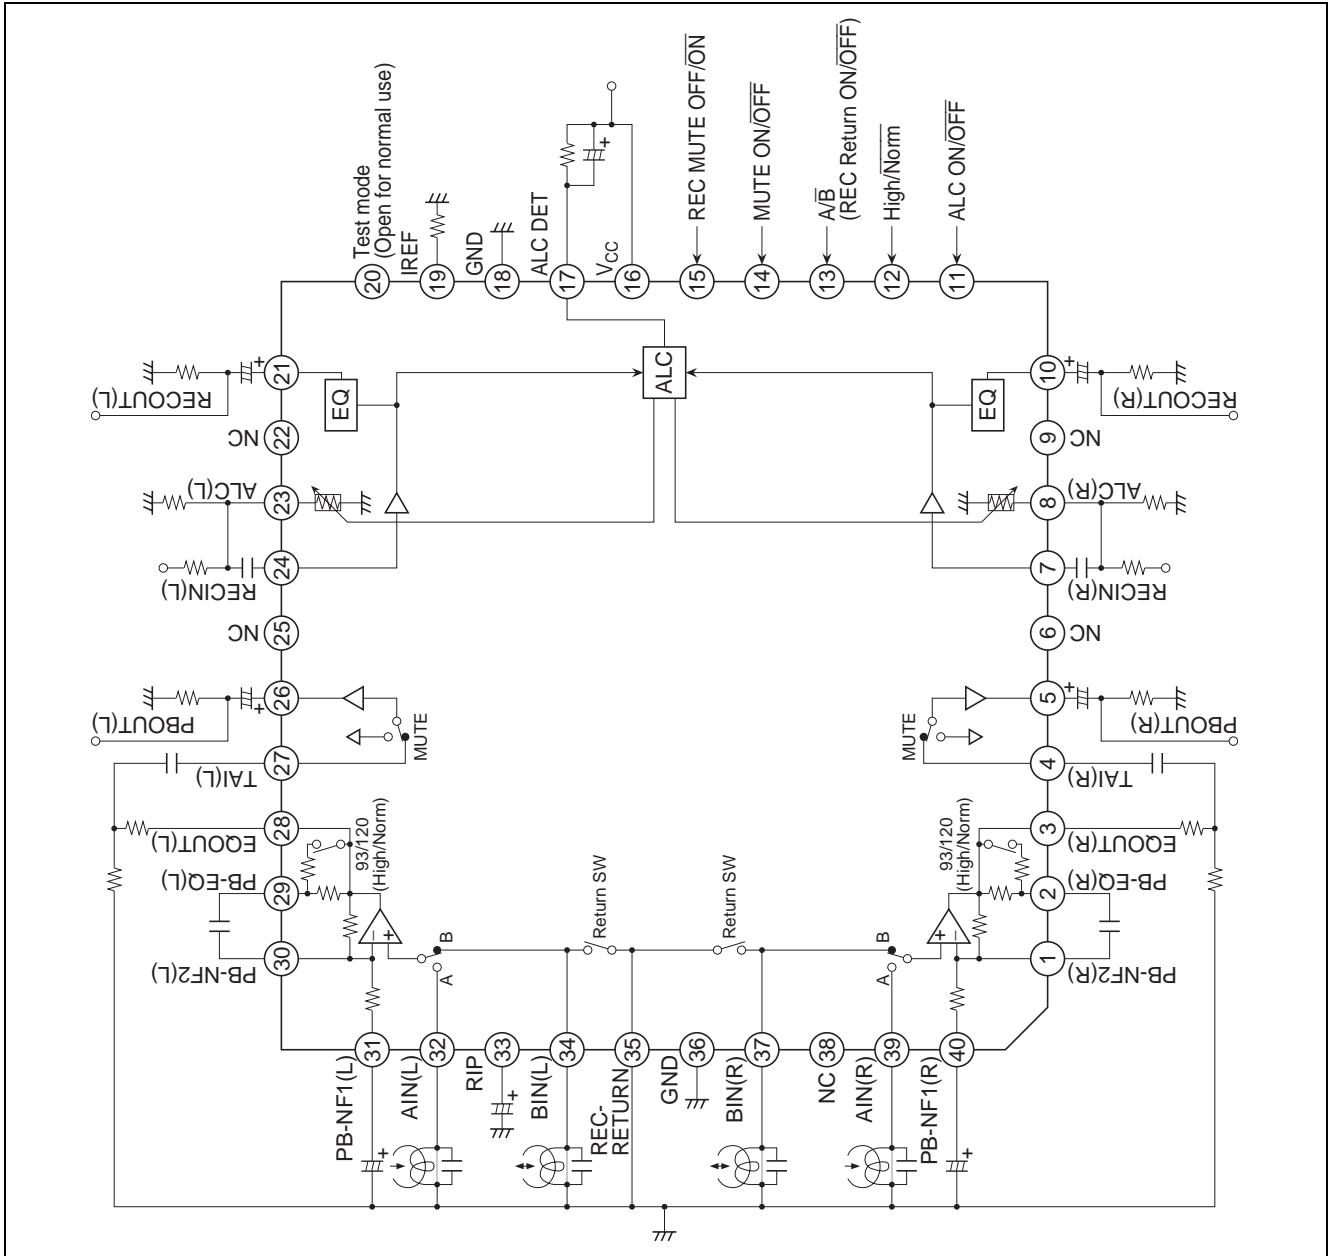 Test mode
(Open for normal use)
20
IREF
19
GND
18
ALC DET
17
VCC
16
REC MUTE OFF/ON
15
MUTE ON/OFF
14
A/B
(REC Return ON/OFF)
13
High/Norm
12
ALC ON/OFF
11
+
RECOUT(L)
+
21
EQ
NC
22
ALC(L)
23
RECIN(L)
24
NC
25
PBOUT(L)
+
26
MUTE
TAI(L)
27
EQOUT(L)
28
93/120
(High/Norm)
PB-EQ(L)
29
PB-NF2(L)
30
ALC
RECOUT(R)
+
10
EQ
NC
9
ALC(R)
8
RECIN(R)
7
NC
6
PBOUT(R)
+
5
MUTE
TAI(R)
4
EQOUT(R)
3
93/120
(High/Norm)
PB-EQ(R)
2
PB-NF2(R)
1
− +
B
A
Return SW
Return SW
B
A
+ −
31
PB-NF1(L)
+
32
AIN(L)
33
RIP
+
34
BIN(L)
35
REC-
RETURN
36
GND
37
BIN(R)
38
NC
39
AIN(R)
40
PB-NF1(R)
+